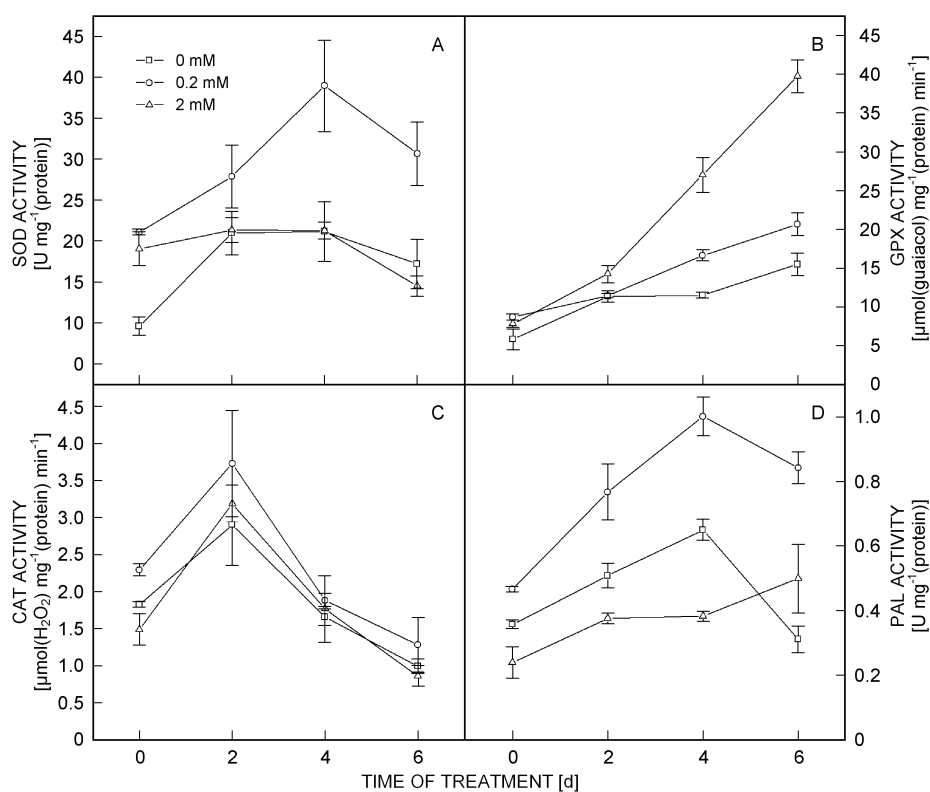 A
0 mM
0.2 mM
2 mM
SOD ACTIVITY
[U mg⁻¹(protein)]
45
40
35
30
25
20
15
10
5
0
B
GPX ACTIVITY
[µmol(guaiacol) mg⁻¹(protein) min⁻¹]
45
40
35
30
25
20
15
10
5
0
C
CAT ACTIVITY
[µmol(H₂O₂) mg⁻¹(protein) min⁻¹]
4.5
4.0
3.5
3.0
2.5
2.0
1.5
1.0
0.5
0
D
PAL ACTIVITY
[U mg⁻¹(protein)]
1.0
0.8
0.6
0.4
0.2
0
0 2 4 6 0 2 4 6
TIME OF TREATMENT [d]